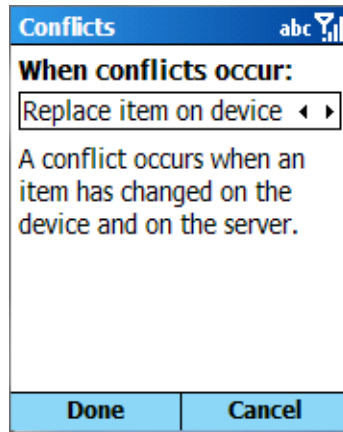 Conflicts abc
When conflicts occur:
Replace item on device
A conflict occurs when an
item has changed on the
device and on the server.
Done Cancel